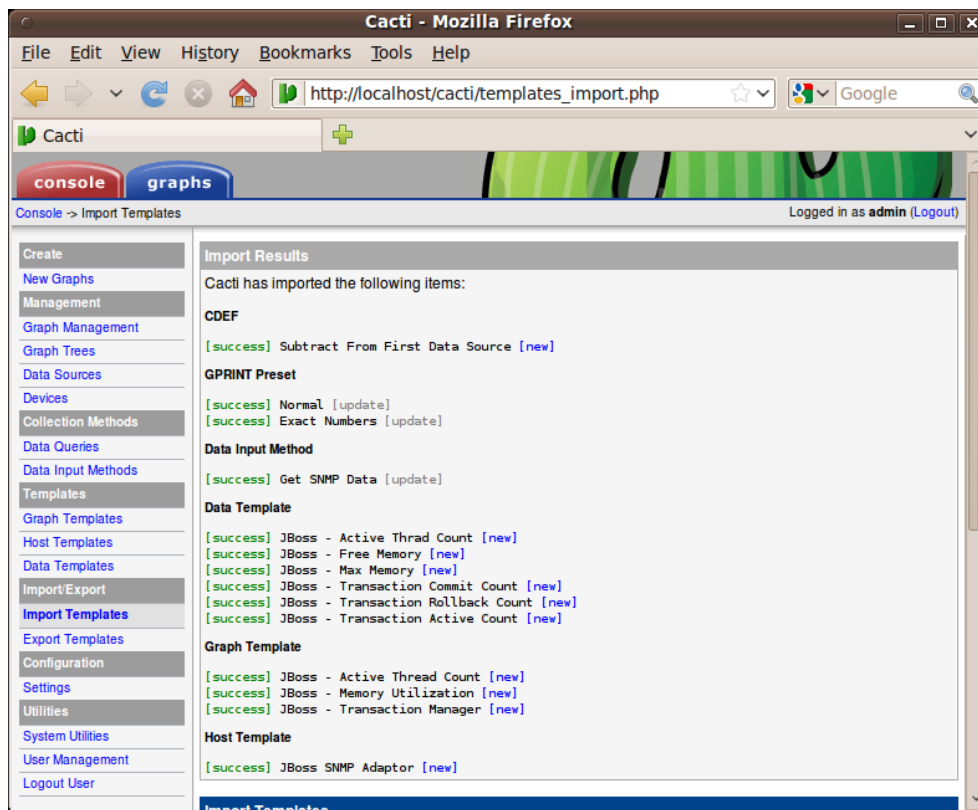 Cacti - Mozilla Firefox
File Edit View History Bookmarks Tools Help
http://localhost/cacti/templates_import.php Google
Cacti
console graphs
Console -> Import Templates Logged in as admin (Logout)
Create
New Graphs
Management
Graph Management
Graph Trees
Data Sources
Devices
Collection Methods
Data Queries
Data Input Methods
Templates
Graph Templates
Host Templates
Data Templates
Import/Export
Import Templates
Export Templates
Configuration
Settings
Utilities
System Utilities
User Management
Logout User
Import Results
Cacti has imported the following items:
CDEF
[success] Subtract From First Data Source [new]
GPRINT Preset
[success] Normal [update]
[success] Exact Numbers [update]
Data Input Method
[success] Get SNMP Data [update]
Data Template
[success] JBoss - Active Thrad Count [new]
[success] JBoss - Free Memory [new]
[success] JBoss - Max Memory [new]
[success] JBoss - Transaction Commit Count [new]
[success] JBoss - Transaction Rollback Count [new]
[success] JBoss - Transaction Active Count [new]
Graph Template
[success] JBoss - Active Thread Count [new]
[success] JBoss - Memory Utilization [new]
[success] JBoss - Transaction Manager [new]
Host Template
[success] JBoss SNMP Adaptor [new]
Import Templates